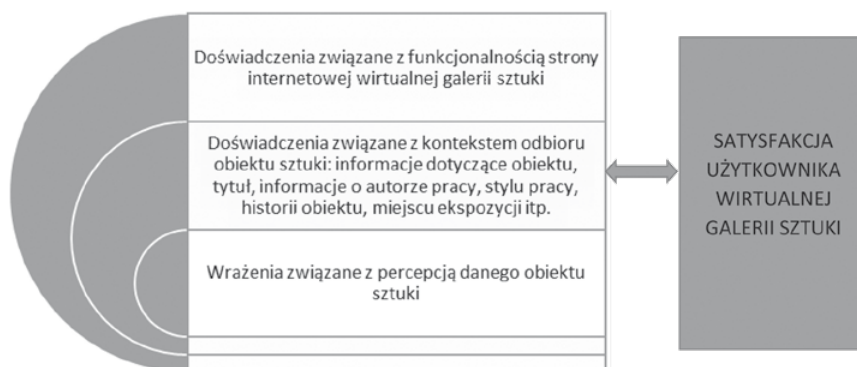 Doświadczenia związane z funkcjonalnością strony
internetowej wirtualnej galerii sztuki
Doświadczenia związane z kontekstem odbioru
obiektu sztuki: informacje dotyczące obiektu,
tytuł, informacje o autorze pracy, stylu pracy,
historii obiektu, miejscu ekspozycji itp.
Wrażenia związane z percepcją danego obiektu
sztuki
SATYSFAKCJA
UŻYTKOWNIKA
WIRTUALNEJ
GALERII SZTUKI